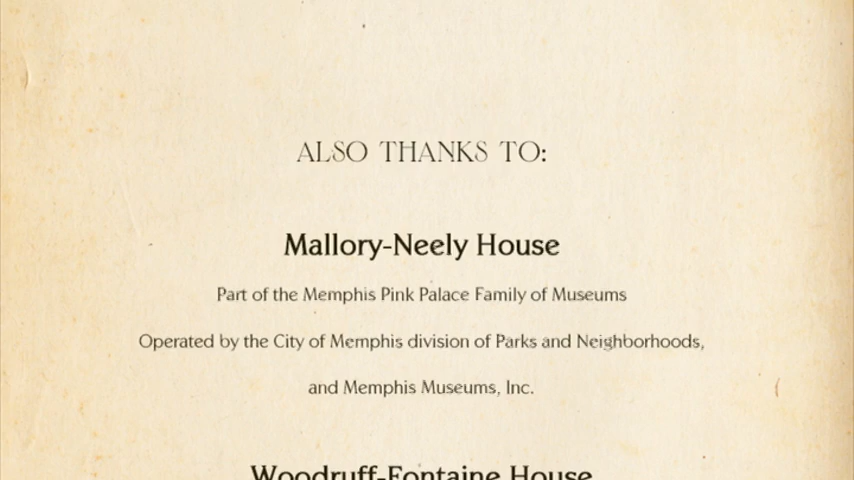 ALSO THANKS TO:
Mallory-Neely House
Part of the Memphis Pink Palace Family of Museums
Operated by the City of Memphis division of Parks and Neighborhoods,
and Memphis Museums, Inc.
Woodruff-Fontaine House